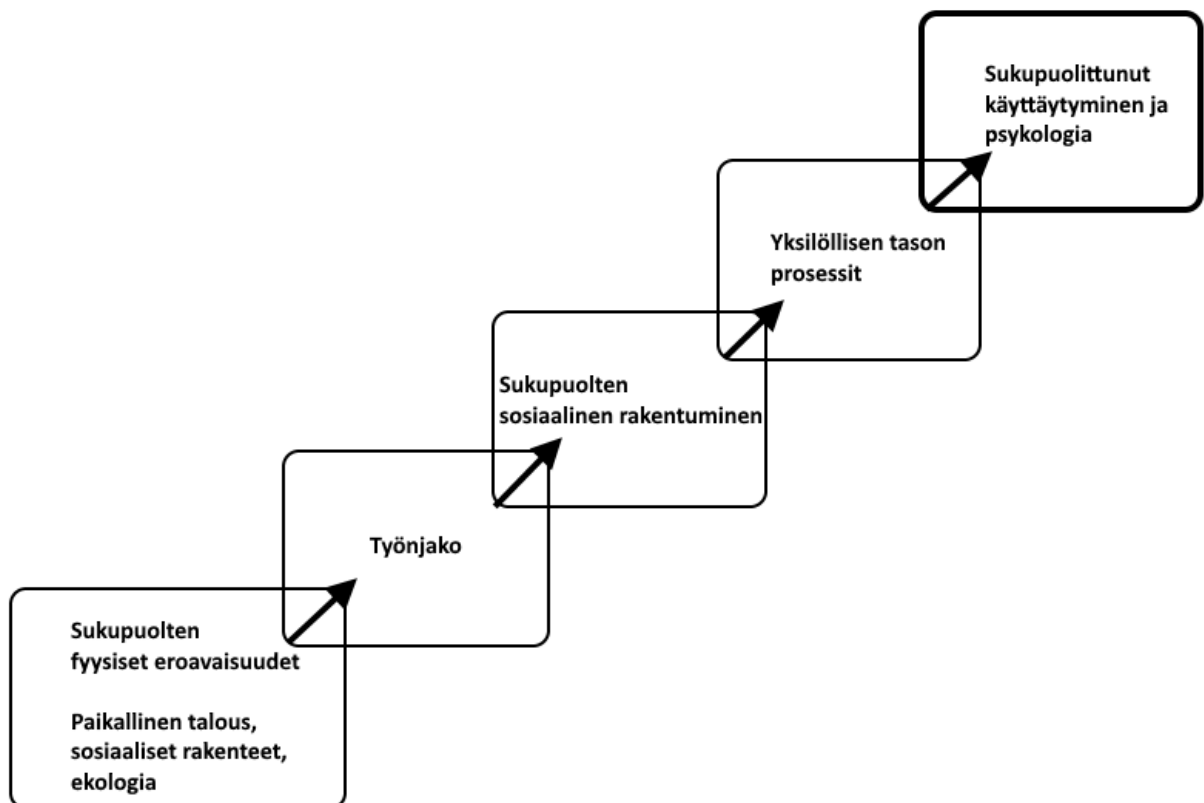 Sukupuolittunut
käyttäytyminen ja
psykologia
Yksilöllisen tason
prosessit
Sukupuolten
sosiaalinen rakentuminen
Työnjako
Sukupuolten
fyysiset eroavaisuudet
Paikallinen talous,
sosiaaliset rakenteet,
ekologia